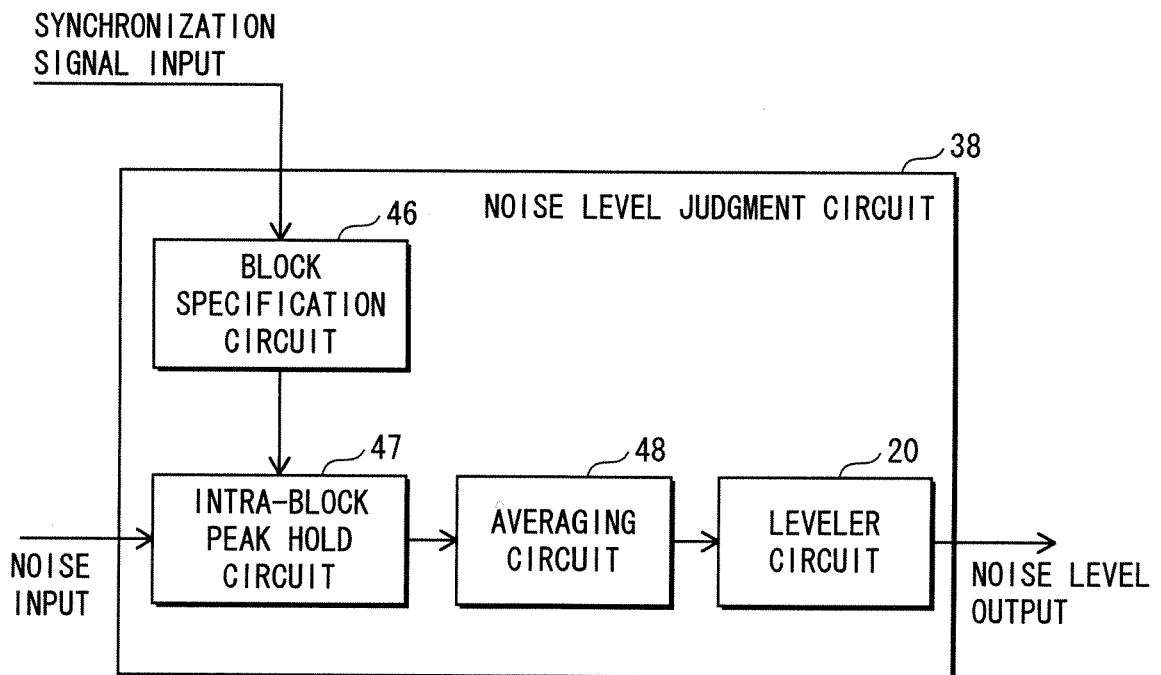 SYNCHRONIZATION
SIGNAL INPUT
38
NOISE LEVEL JUDGMENT CIRCUIT
46
BLOCK
SPECIFICATION
CIRCUIT
47
INTRA-BLOCK
PEAK HOLD
CIRCUIT
48
AVERAGING
CIRCUIT
20
LEVELER
CIRCUIT
NOISE
INPUT
NOISE LEVEL
OUTPUT